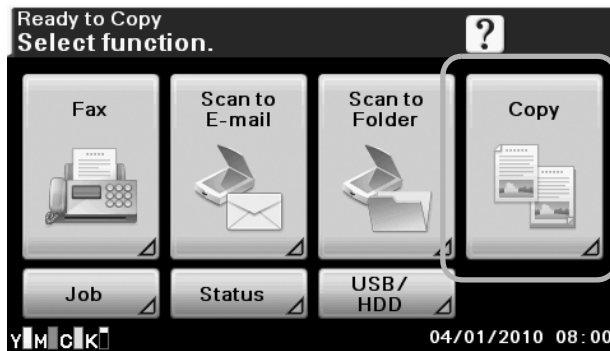 Ready to Copy
Select function.
?
Fax
Scan to
E-mail
Scan to
Folder
Copy
Job
Status
USB/
HDD
Y M C K
04/01/2010 08:00